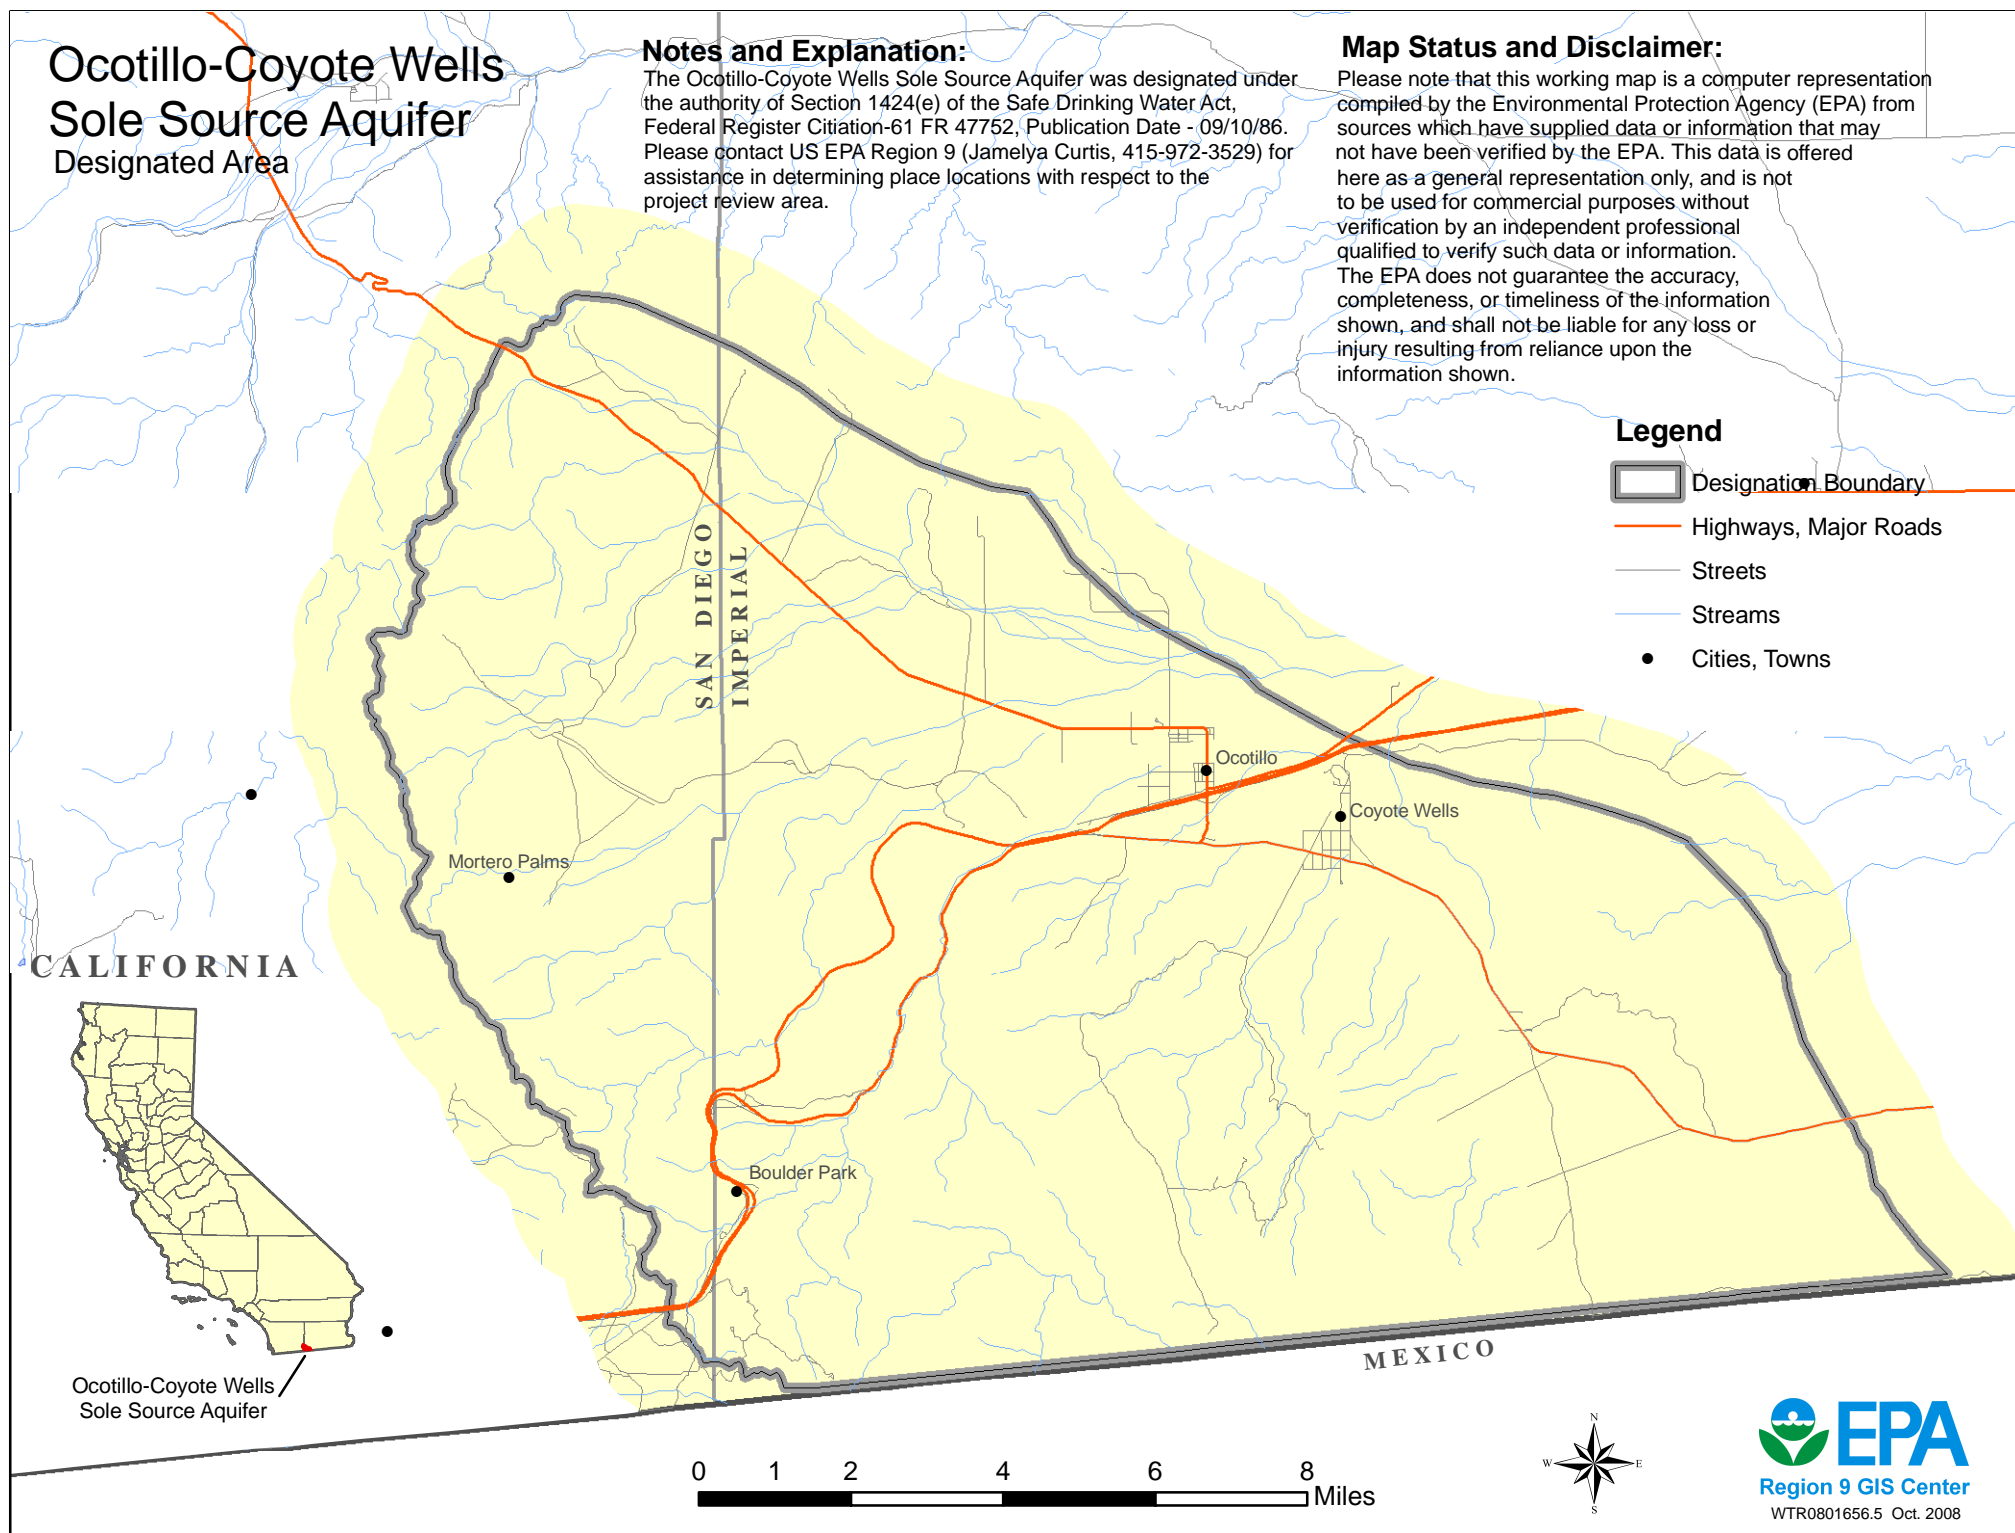 Ocotillo-Coyote Wells
Sole Source Aquifer
Designated Area
Notes and Explanation:
The Ocotillo-Coyote Wells Sole Source Aquifer was designated under
the authority of Section 1424(e) of the Safe Drinking Water Act,
Federal Register Citiation-61 FR 47752, Publication Date - 09/10/86.
Please contact US EPA Region 9 (Jamelya Curtis, 415-972-3529) for
assistance in determining place locations with respect to the
project review area.
Map Status and Disclaimer:
Please note that this working map is a computer representation
compiled by the Environmental Protection Agency (EPA) from
sources which have supplied data or information that may
not have been verified by the EPA. This data is offered
here as a general representation only, and is not
to be used for commercial purposes without
verification by an independent professional
qualified to verify such data or information.
The EPA does not guarantee the accuracy,
completeness, or timeliness of the information
shown, and shall not be liable for any loss or
injury resulting from reliance upon the
information shown.
Legend
Designation Boundary
Highways, Major Roads
Streets
Streams
Cities, Towns
SAN DIEGO
IMPERIAL
Ocotillo
Coyote Wells
Mortero Palms
Boulder Park
CALIFORNIA
Ocotillo-Coyote Wells
Sole Source Aquifer
MEXICO
0 1 2 4 6 8
Miles
N
W E
S
EPA
Region 9 GIS Center
WTR0801656.5 Oct. 2008